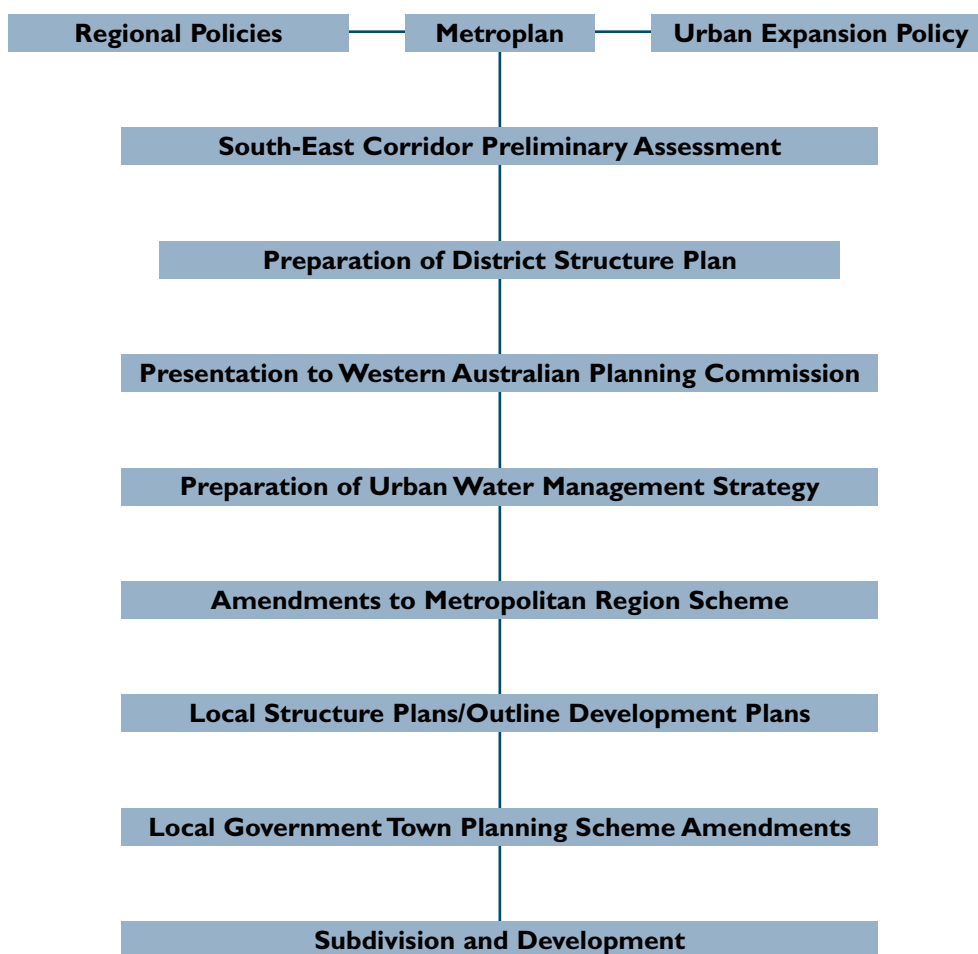 Regional Policies
Metroplan
Urban Expansion Policy
South-East Corridor Preliminary Assessment
Preparation of District Structure Plan
Presentation to Western Australian Planning Commission
Preparation of Urban Water Management Strategy
Amendments to Metropolitan Region Scheme
Local Structure Plans/Outline Development Plans
Local Government Town Planning Scheme Amendments
Subdivision and Development